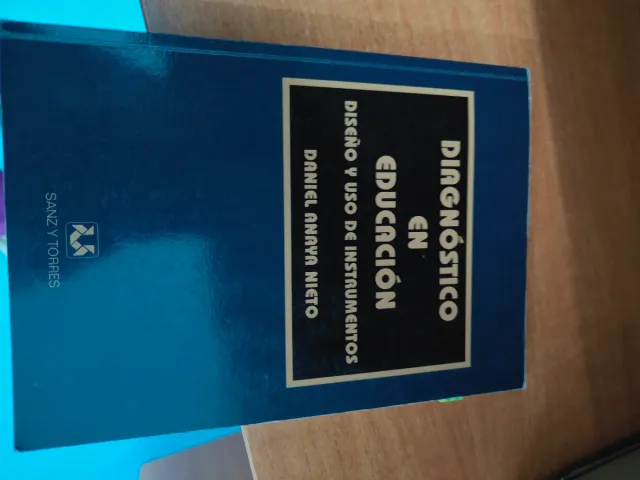 DIAGNÓSTICO
EN
EDUCACIÓN
DISEÑO Y USO DE INSTRUMENTOS
DANIEL ANAYA NIETO
SANZ Y TORRES